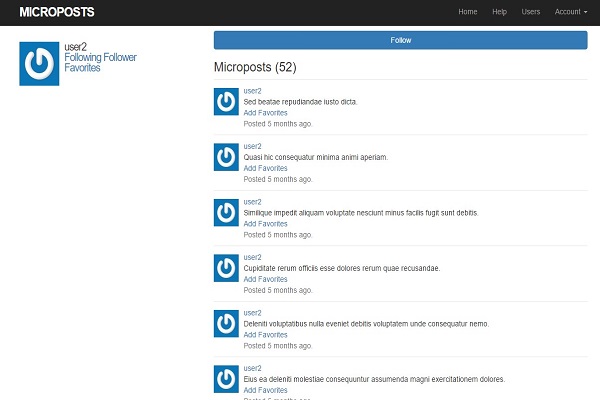 MICROPOSTS
Home Help Users Account
user2
Following Follower
Favorites
Follow
Microposts (52)
user2
Sed beatae repudiandae iusto dicta.
Add Favorites
Posted 5 months ago.
user2
Quasi hic consequatur minima animi aperiam.
Add Favorites
Posted 5 months ago.
user2
Similique impedit aliquam voluptate nesciunt minus facilis fugit sunt debitis.
Add Favorites
Posted 5 months ago.
user2
Cupiditate rerum officiis esse dolores rerum quae recusandae.
Add Favorites
Posted 5 months ago.
user2
Deleniti voluptatibus nulla eveniet debitis voluptatem unde consequatur nemo.
Add Favorites
Posted 5 months ago.
user2
Eius ea deleniti molestiae consequuntur assumenda magni exercitationem dolores.
Add Favorites